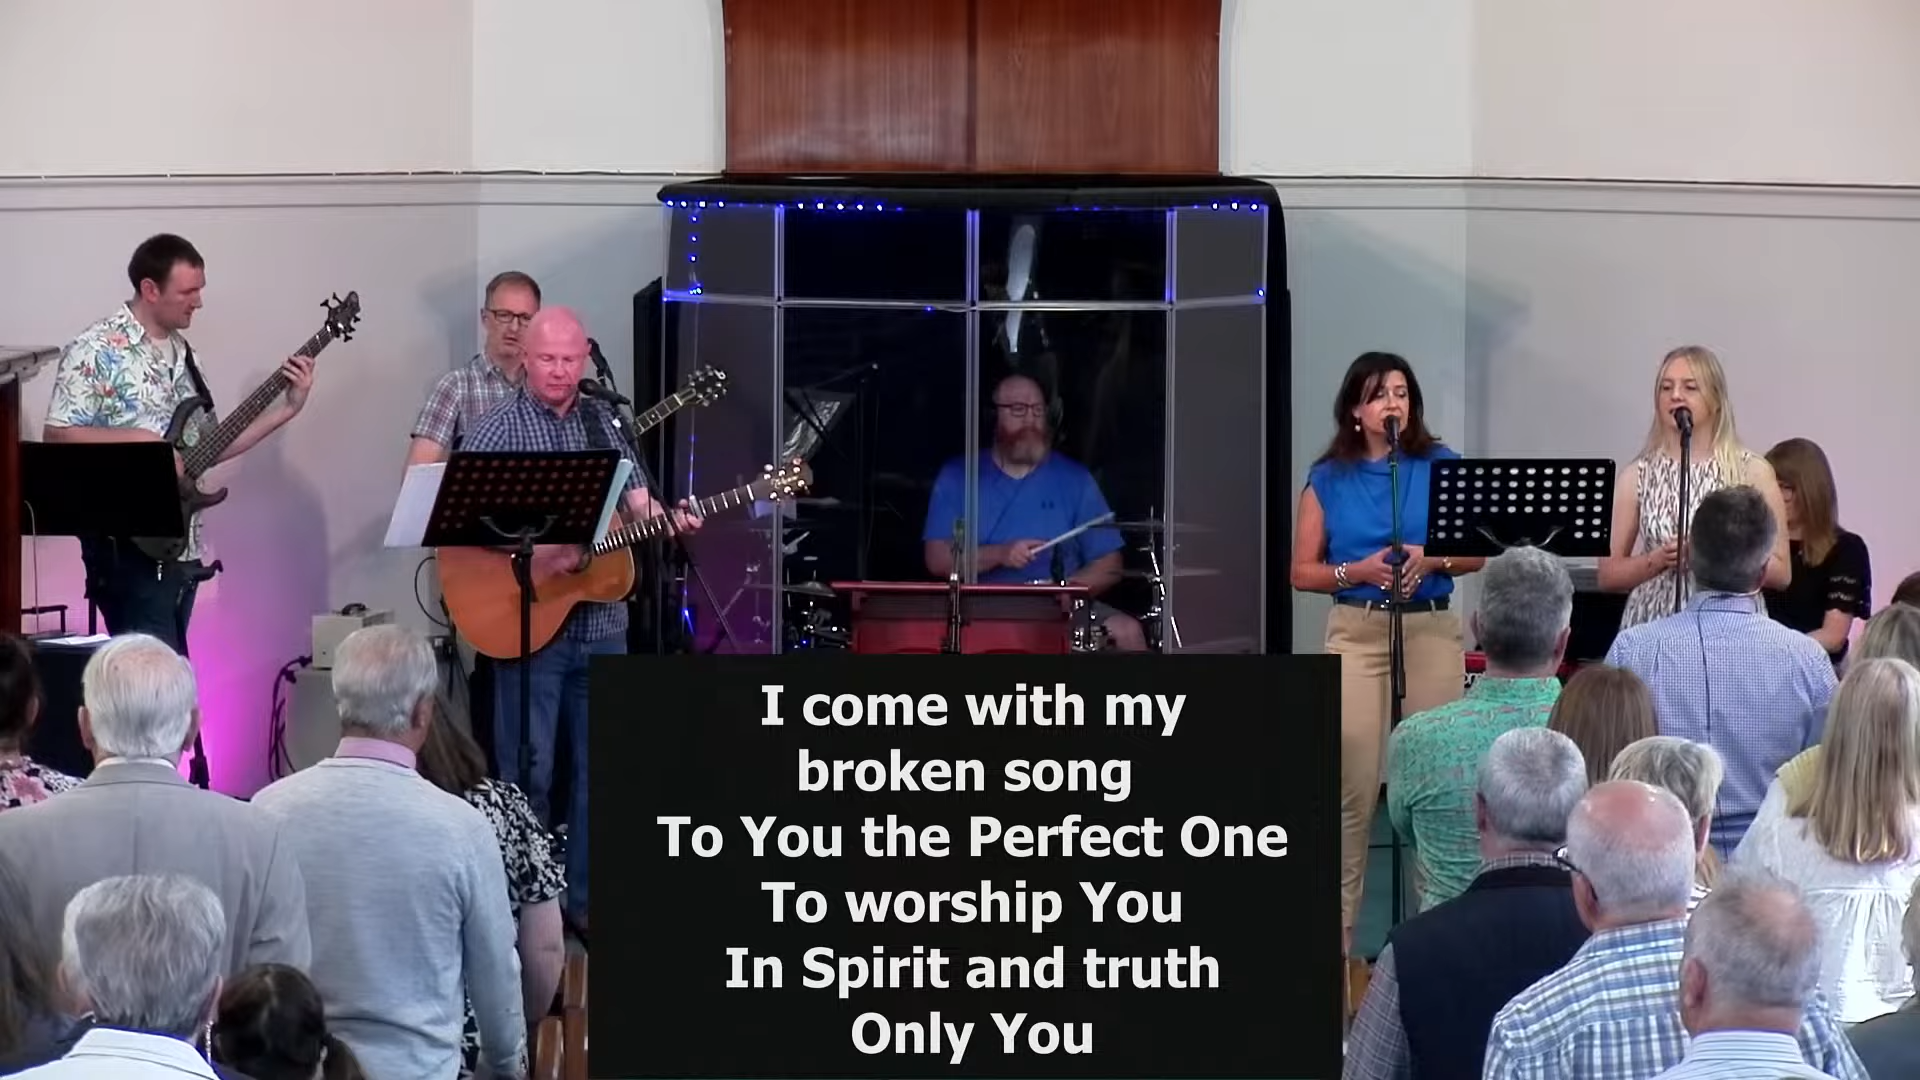 I come with my
broken song
To You the Perfect One
To worship You
In Spirit and truth
Only You